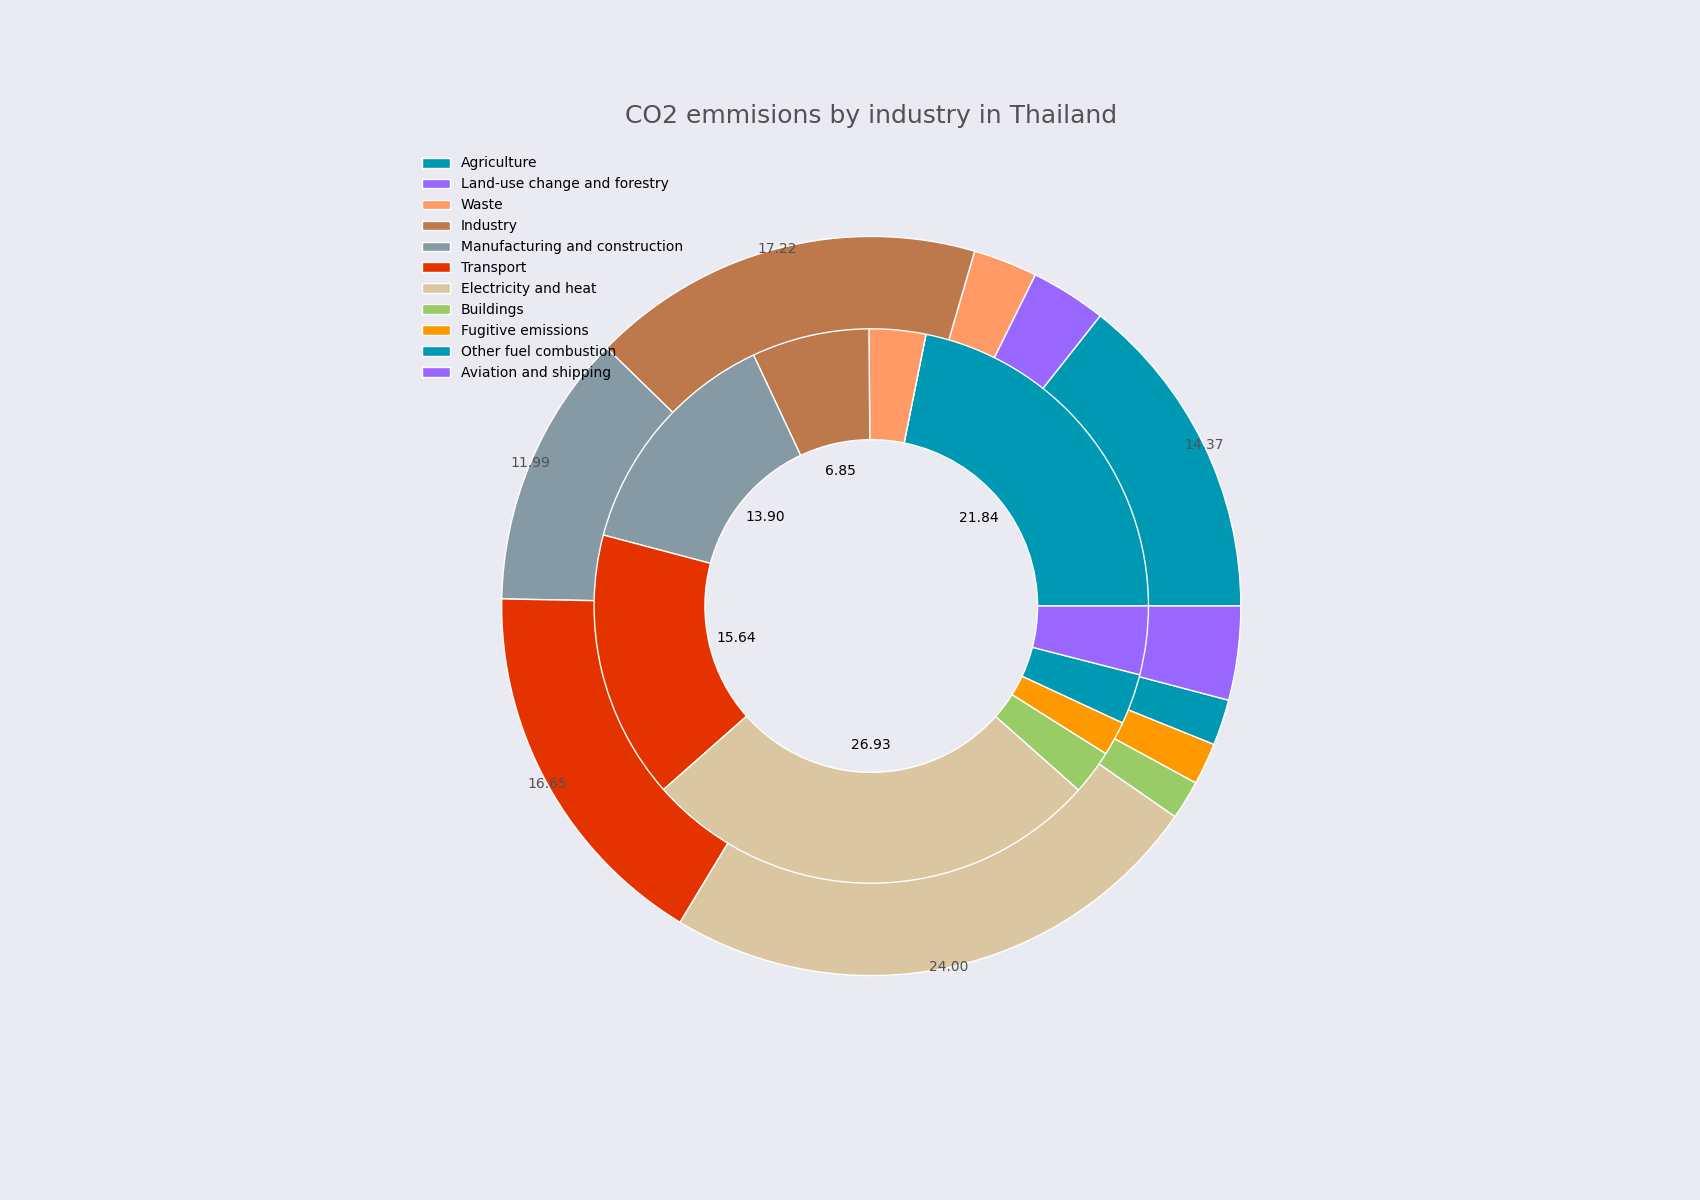 CO2 emmisions by industry in Thailand
Agriculture
Land-use change and forestry
Waste
Industry
Manufacturing and construction
Transport
Electricity and heat
Buildings
Fugitive emissions
Other fuel combustion
Aviation and shipping
17.22
14.37
11.99
6.85
13.90
21.84
15.64
26.93
16.65
24.00